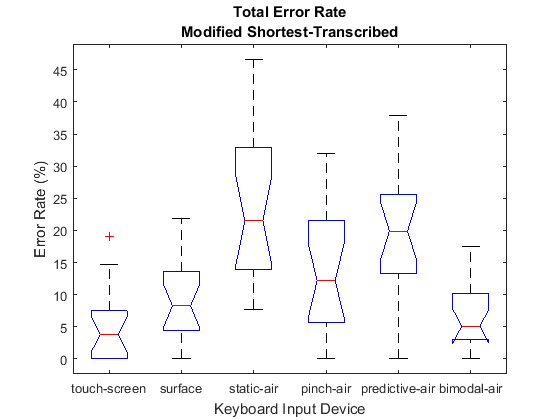 Total Error Rate
Modified Shortest-Transcribed
45
40
35
30
25
20
15
10
5
0
Error Rate (%)
touch-screen surface static-air pinch-air predictive-air bimodal-air
Keyboard Input Device